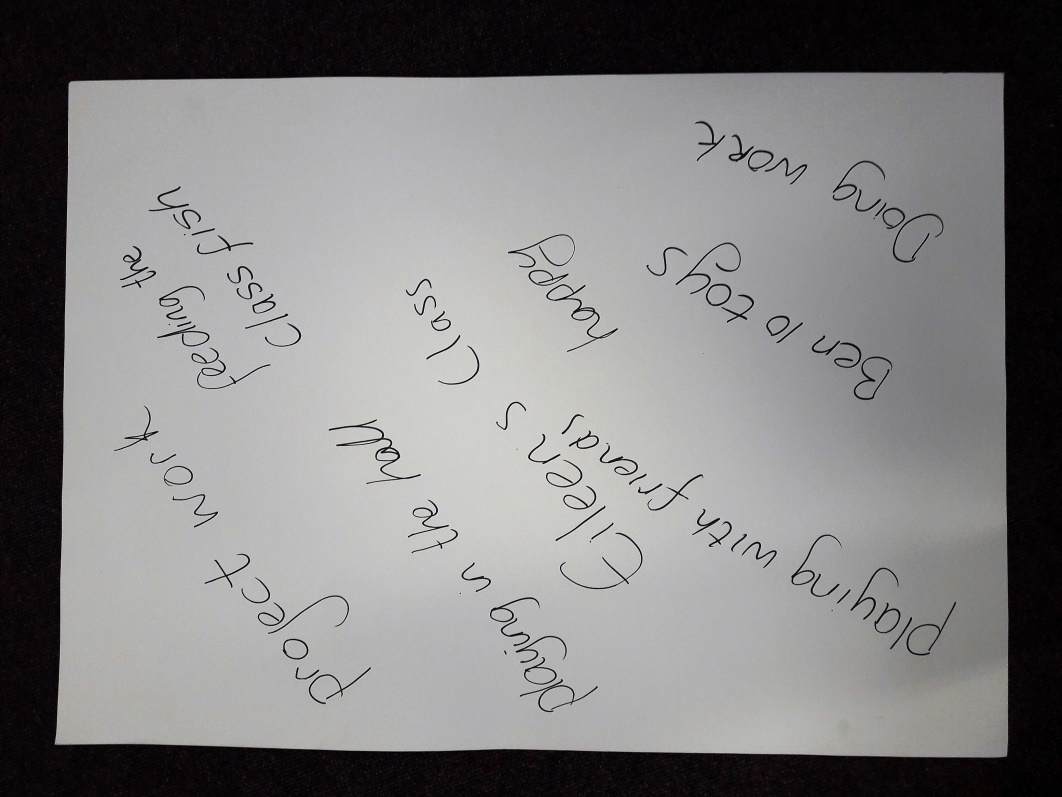 project work
feeding the
class fish
playing in the hall
Eileen s class
happy
playing with friends
Ben 10 toys
Doing work